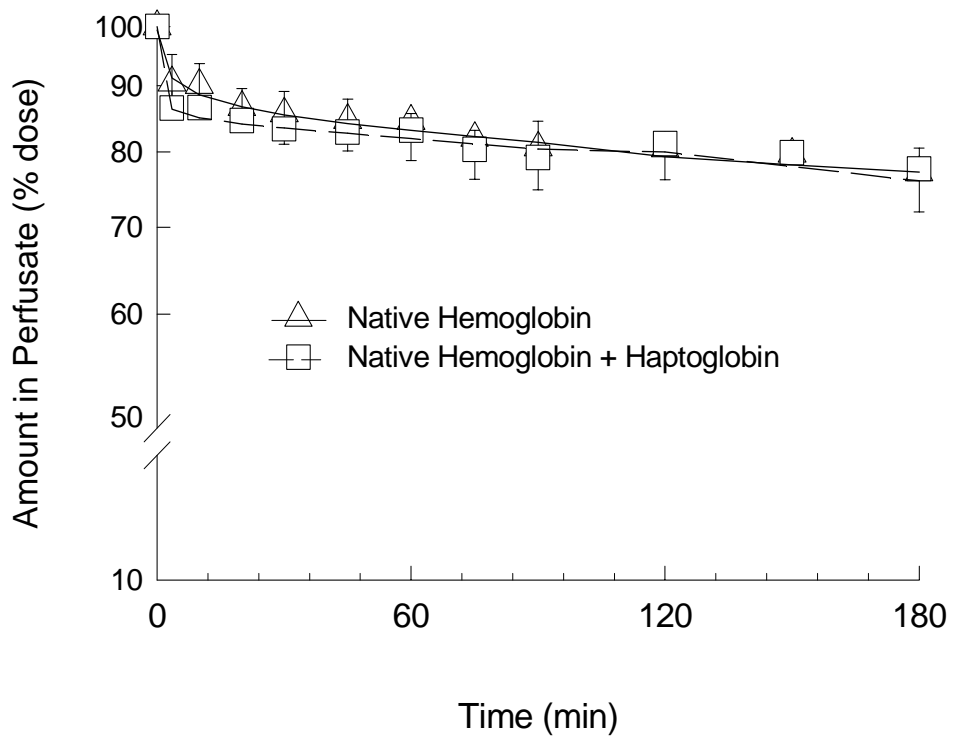 Amount in Perfusate (% dose)
100
90
80
70
60
50
10
Native Hemoglobin
Native Hemoglobin + Haptoglobin
0 60 120 180
Time (min)